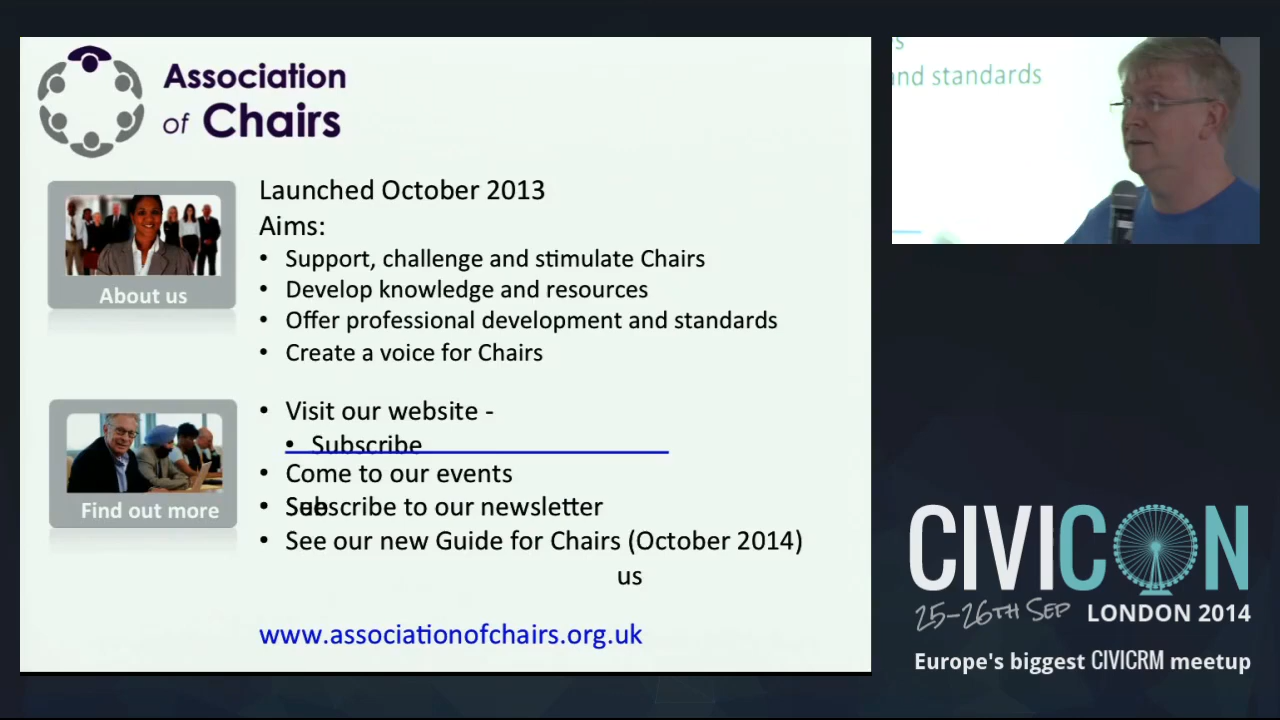 Association
of Chairs
Launched October 2013
Aims:
• Support, challenge and stimulate Chairs
• Develop knowledge and resources
• Offer professional development and standards
• Create a voice for Chairs
About us
• Visit our website -
• Subscribe
• Come to our events
• Subscribe to our newsletter
• See our new Guide for Chairs (October 2014)
us
Find out more
www.associationofchairs.org.uk
and standards
CIVICON
25-26TH SEP LONDON 2014
Europe's biggest CIVICRM meetup